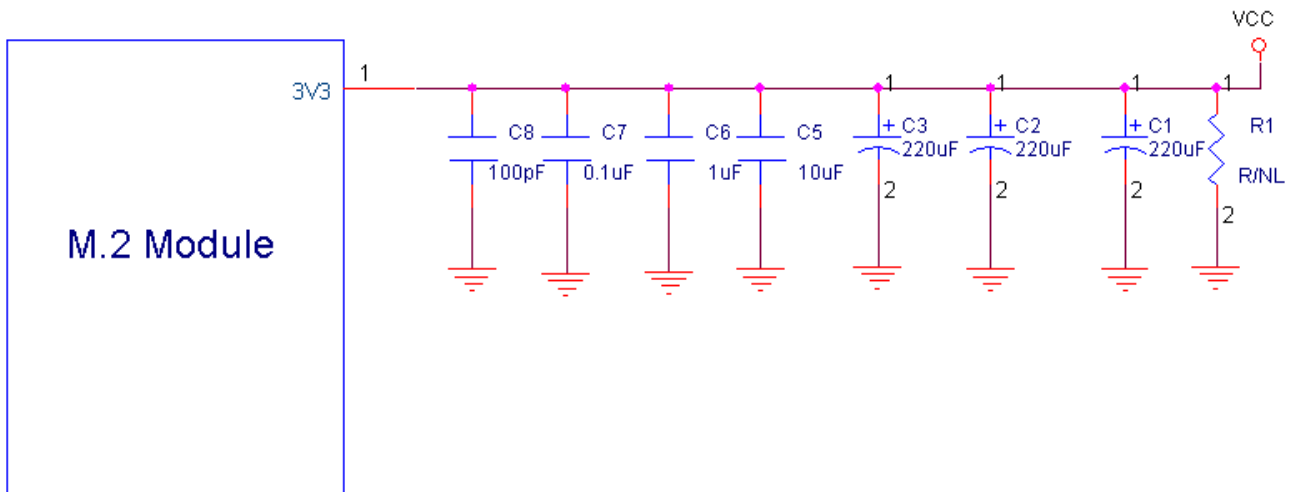 VCC
3V3
1
1
1
1
1
C8
C7
C6
C5
+ C3
+ C2
+ C1
R1
100pF
0.1uF
1uF
10uF
220uF
220uF
220uF
R/NL
2
2
2
2
M.2 Module